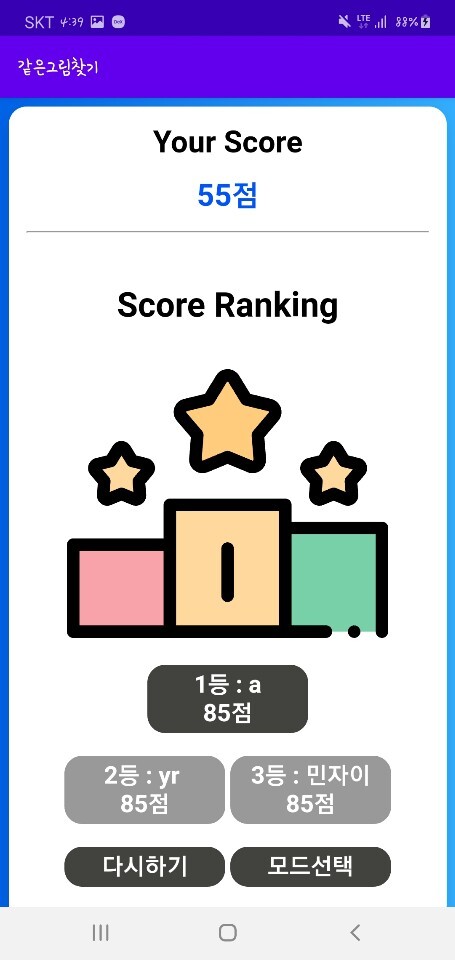 SKT 4:39 LTE 88%
같은그림찾기
Your Score
55점
Score Ranking
1등 : a
85점
2등 : yr
85점
3등 : 민자이
85점
다시하기
모드선택